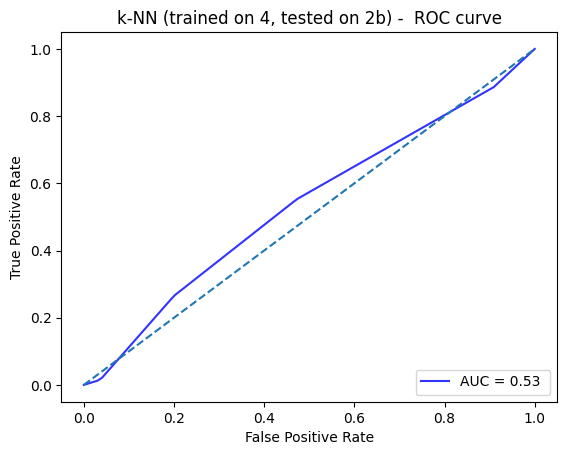 k-NN (trained on 4, tested on 2b) -  ROC curve
True Positive Rate
1.0
0.8
0.6
0.4
0.2
0.0
AUC = 0.53
0.0 0.2 0.4 0.6 0.8 1.0
False Positive Rate